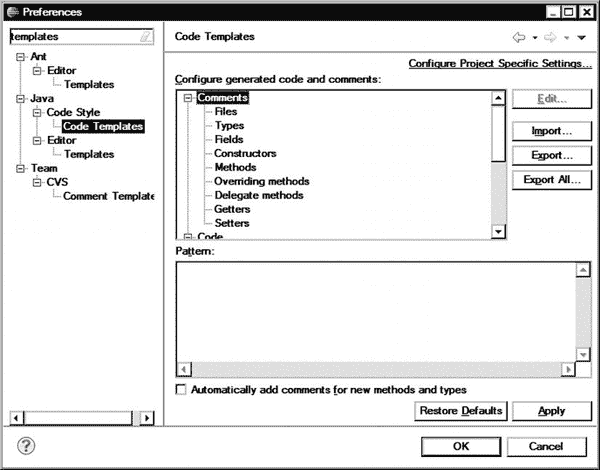 Preferences
templates
Code Templates
Ant
Editor
Templates
Java
Code Style
Code Templates
Editor
Templates
Team
CVS
Comment Template
Configure Project Specific Settings...
Configure generated code and comments:
Comments
Files
Types
Fields
Constructors
Methods
Overriding methods
Delegate methods
Getters
Setters
Code
Edit...
Import...
Export...
Export All...
Pattern:
Automatically add comments for new methods and types
Restore Defaults
Apply
?
OK
Cancel